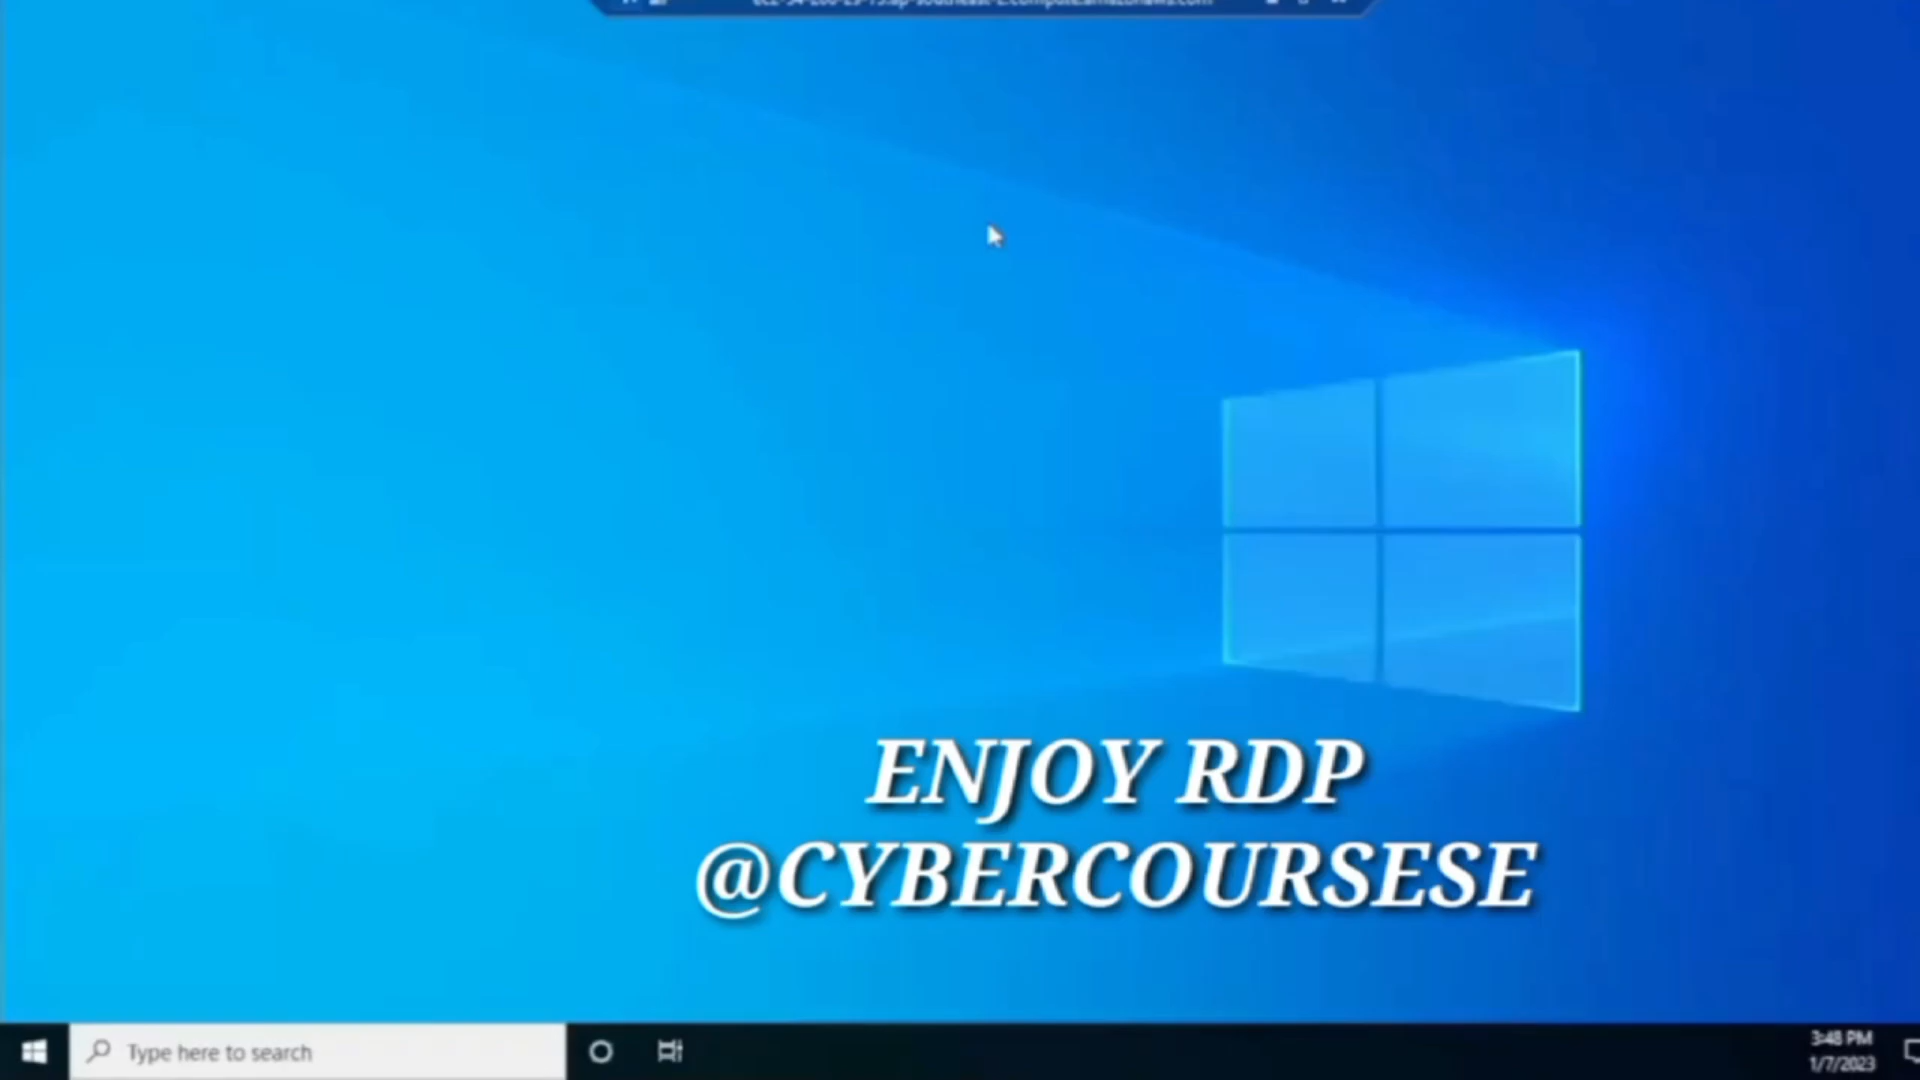 ENJOY RDP
@CYBERCOURSESE
Type here to search
3:48 PM
1/7/2023